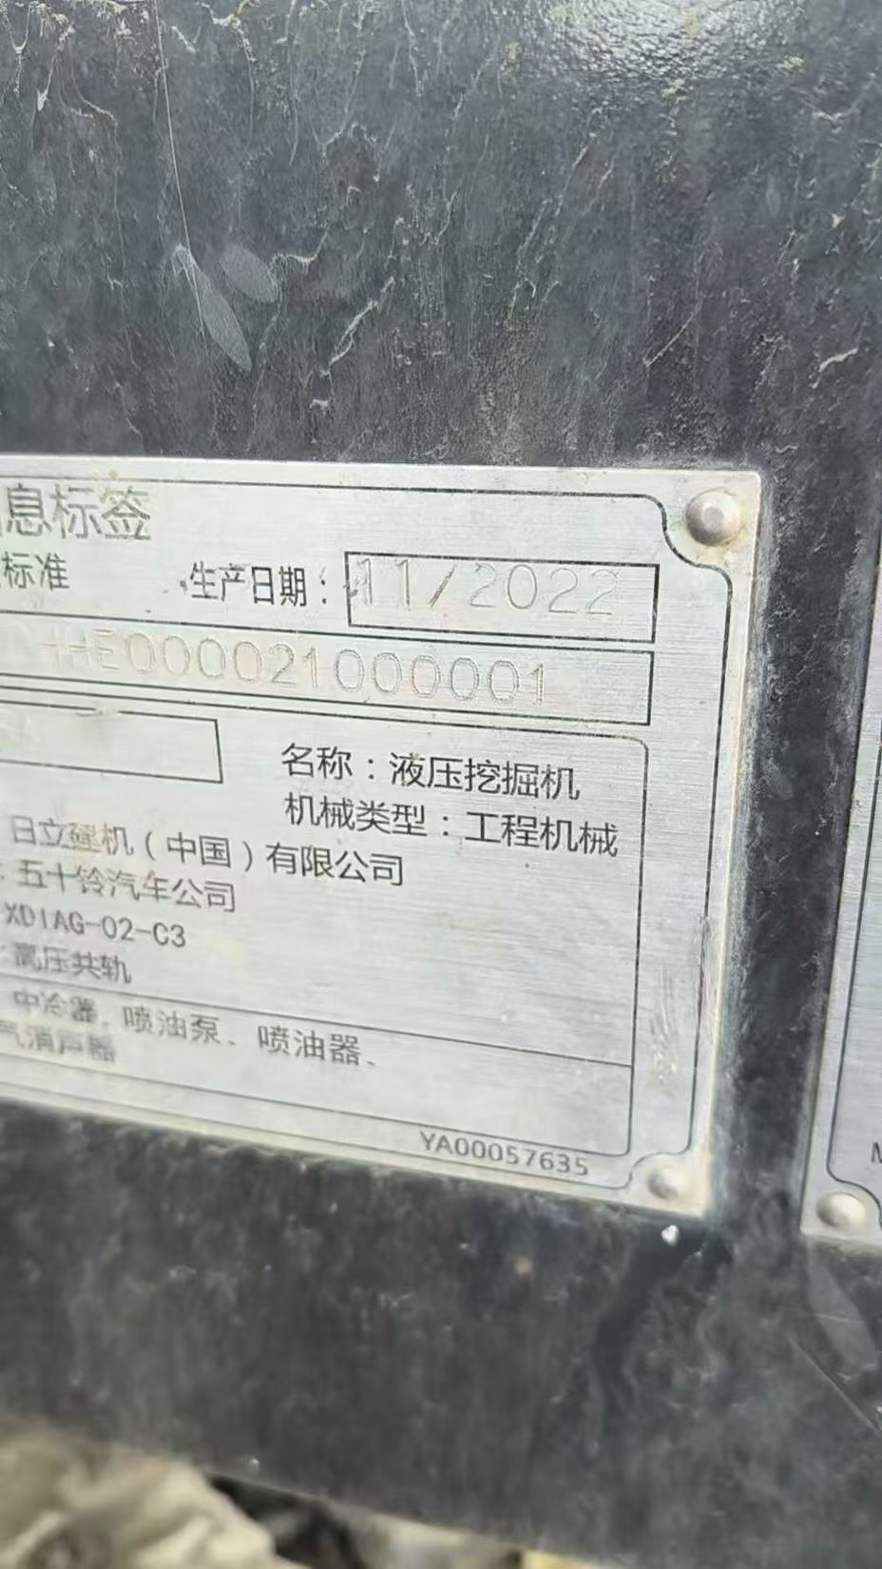 息标签
标准 生产日期：11/2022
HHE000021000001
名称：液压挖掘机
机械类型：工程机械
日立建机（中国）有限公司
：五十铃汽车公司
XDIAG-02-C3
：高压共轨
中冷器、喷油泵、喷油器、
气消声器
YA00057635
M